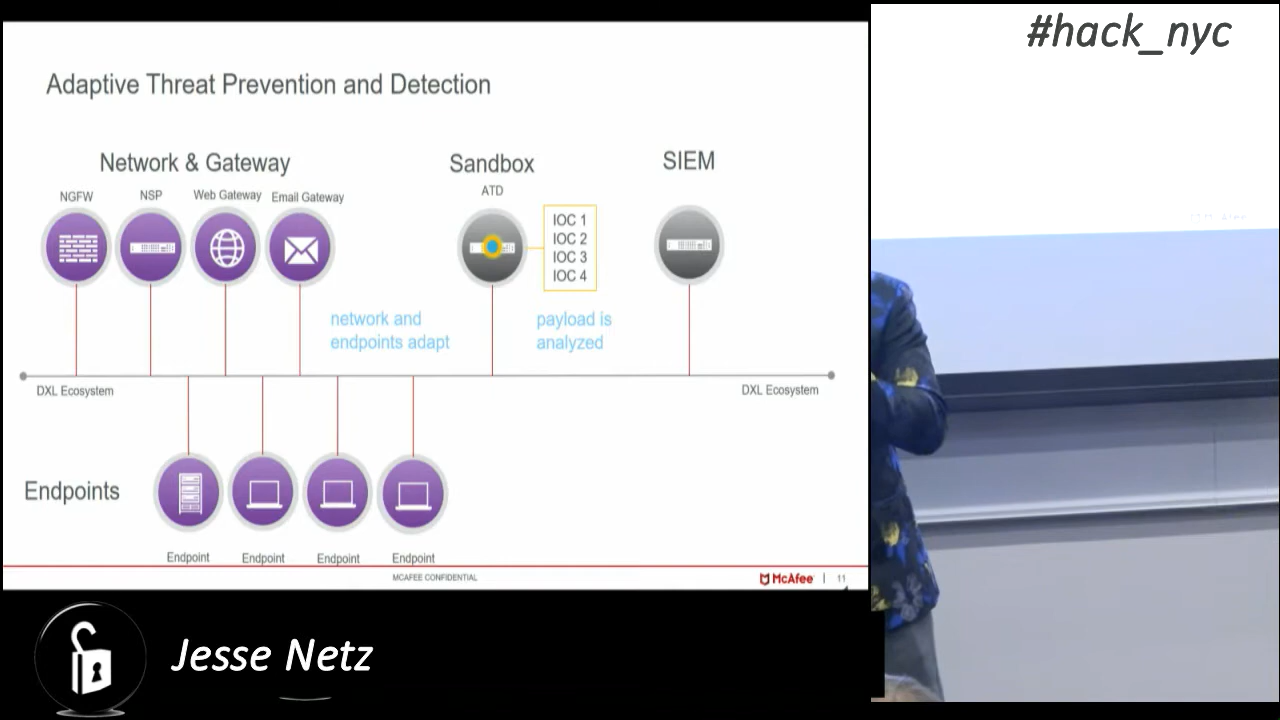 #hack_nyc
Adaptive Threat Prevention and Detection
Network & Gateway
Sandbox
SIEM
NGFW
NSP
Web Gateway
Email Gateway
ATD
IOC 1
IOC 2
IOC 3
IOC 4
network and
endpoints adapt
payload is
analyzed
DXL Ecosystem
DXL Ecosystem
Endpoints
Endpoint
Endpoint
Endpoint
Endpoint
MCAFEE CONFIDENTIAL
McAfee
11
Jesse Netz